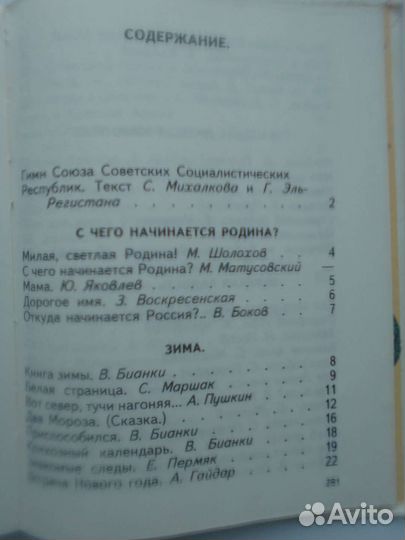 СОДЕРЖАНИЕ.
Гимн Союза Советских Социалистических
Республик. Текст С. Михалкова и Г. Эль-
Регистана . . . . . . . . . . 2
С ЧЕГО НАЧИНАЕТСЯ РОДИНА?
Милая, светлая Родина! М. Шолохов . . 4
С чего начинается Родина? М. Матусовский —
Мама. Ю. Яковлев . . . . . . . 5
Дорогое имя. З. Воскресенская . . . . 6
Откуда начинается Россия?.. В. Боков . . 7
ЗИМА.
Книга зимы. В. Бианки . . . . . . 8
Белая страница. С. Маршак . . . . . 9
Вот север, тучи нагоняя... А. Пушкин . . 11
Два Мороза. (Сказка.) . . . . . . 12
Приспособился. В. Бианки . . . . . 16
Колхозный календарь. В. Бианки . . . 18
следы. Е. Пермяк . . . . 19
Нового года. А. Гайдар . . . 22
281
Avito